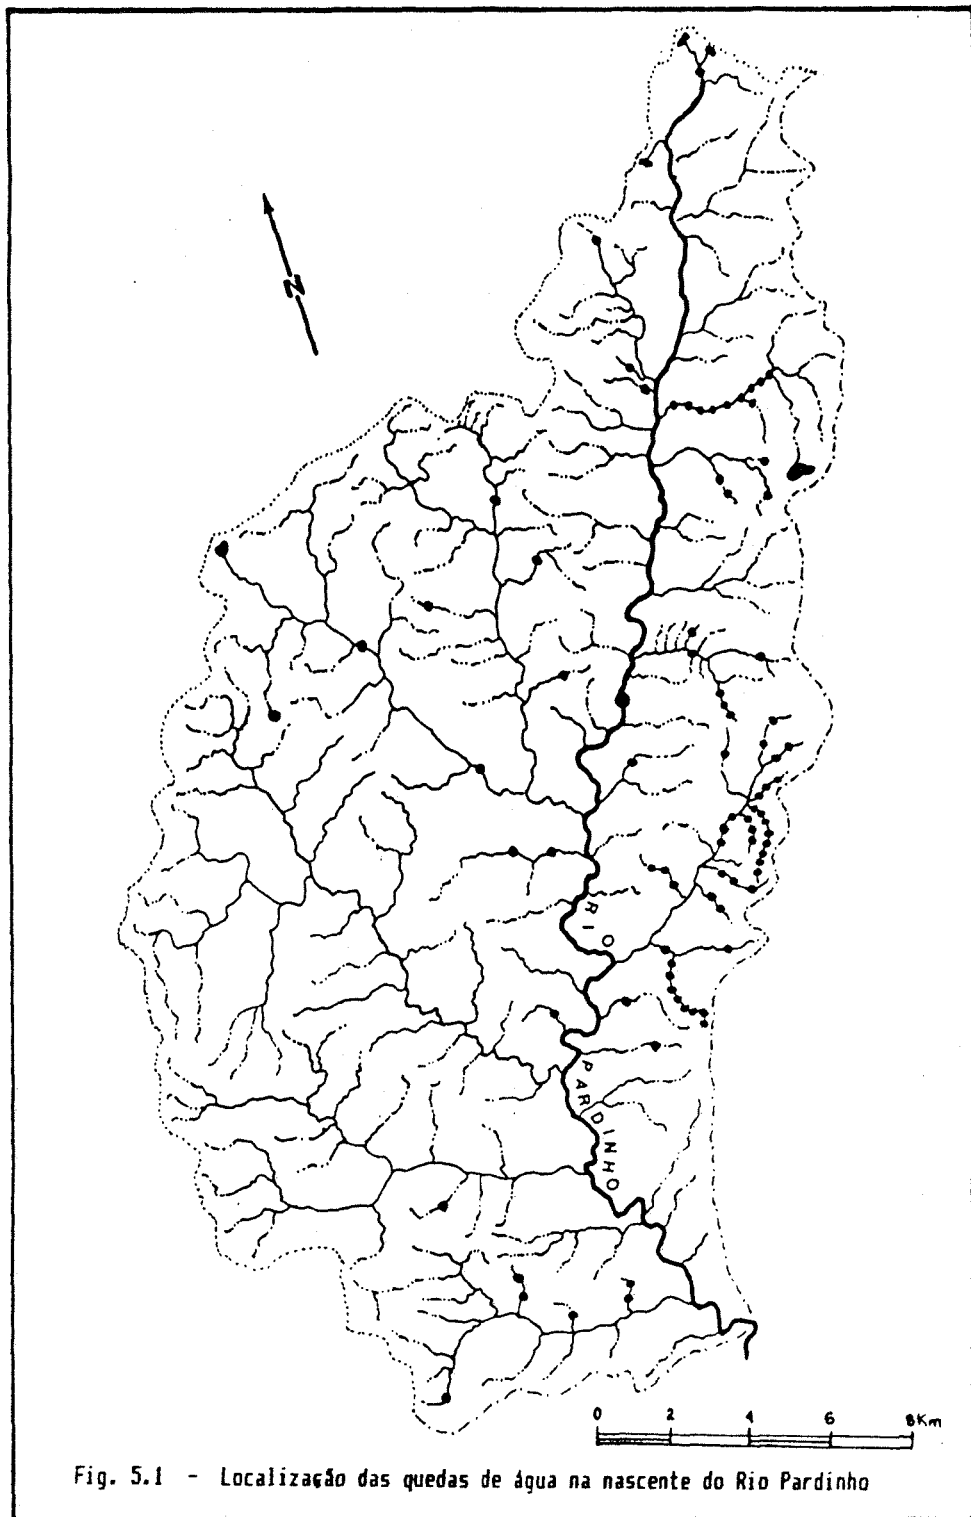 N
RIO
PARDINHO
0 2 4 6 8Km
Fig. 5.1 - Localização das quedas de água na nascente do Rio Pardinho